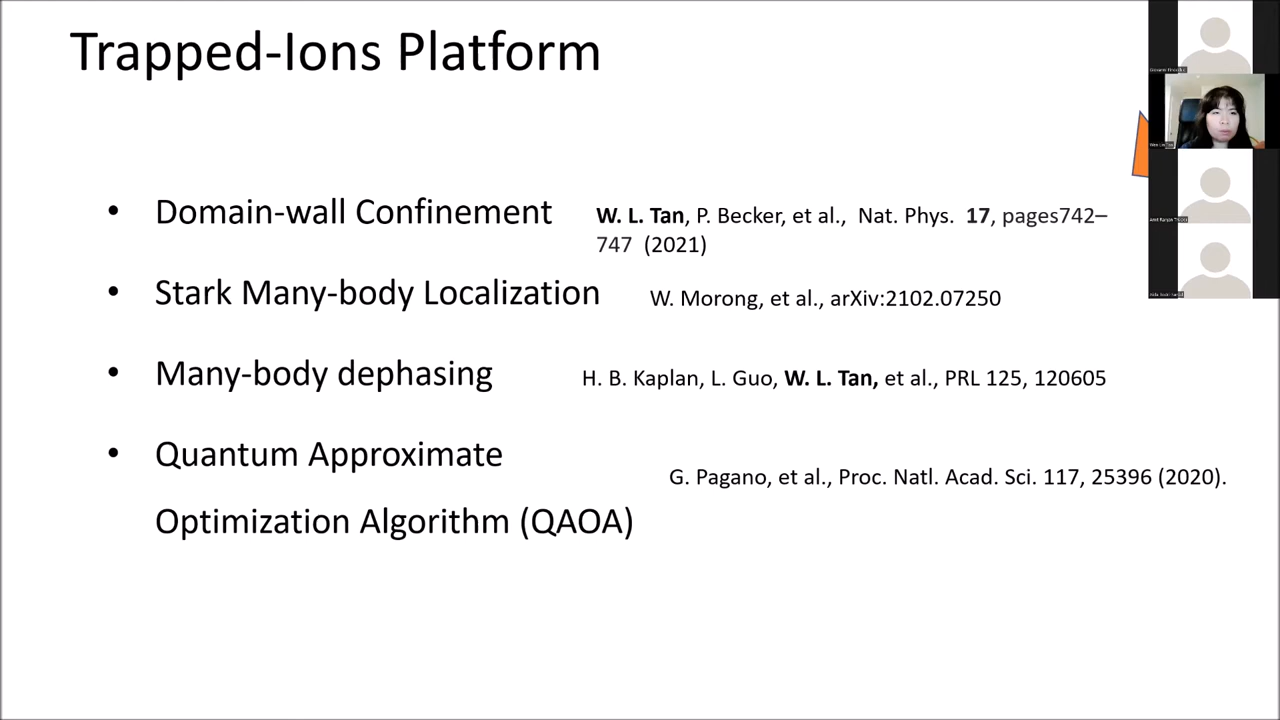 Trapped-Ions Platform
• Domain-wall Confinement W. L. Tan, P. Becker, et al., Nat. Phys. 17, pages742–
747 (2021)
• Stark Many-body Localization W. Morong, et al., arXiv:2102.07250
• Many-body dephasing H. B. Kaplan, L. Guo, W. L. Tan, et al., PRL 125, 120605
• Quantum Approximate
G. Pagano, et al., Proc. Natl. Acad. Sci. 117, 25396 (2020).
Optimization Algorithm (QAOA)